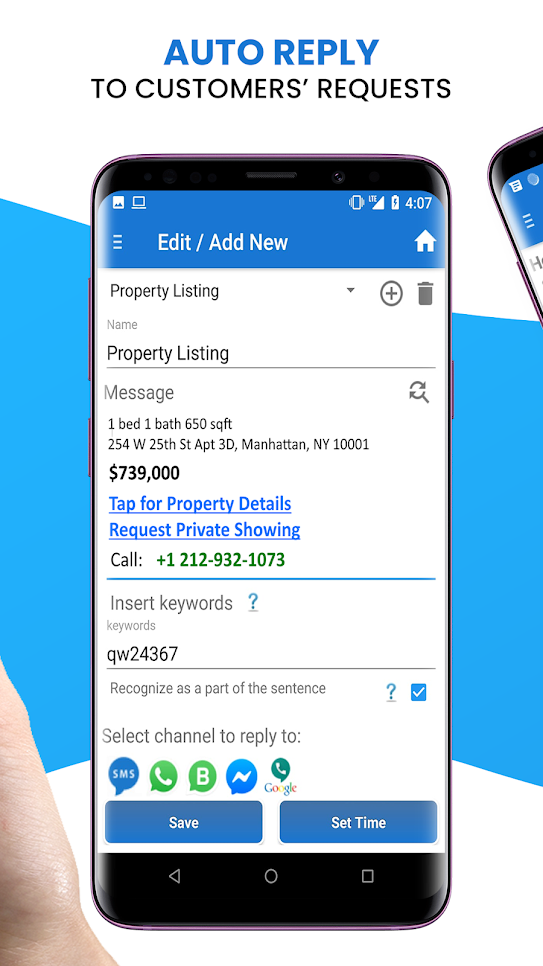 AUTO REPLY
TO CUSTOMERS' REQUESTS
LTE 4:07
Edit / Add New
Property Listing
Name
Property Listing
Message
1 bed 1 bath 650 sqft
254 W 25th St Apt 3D, Manhattan, NY 10001
$739,000
Tap for Property Details
Request Private Showing
Call: +1 212-932-1073
Insert keywords ?
keywords
qw24367
Recognize as a part of the sentence ?
Select channel to reply to:
SMS B Google
Save Set Time